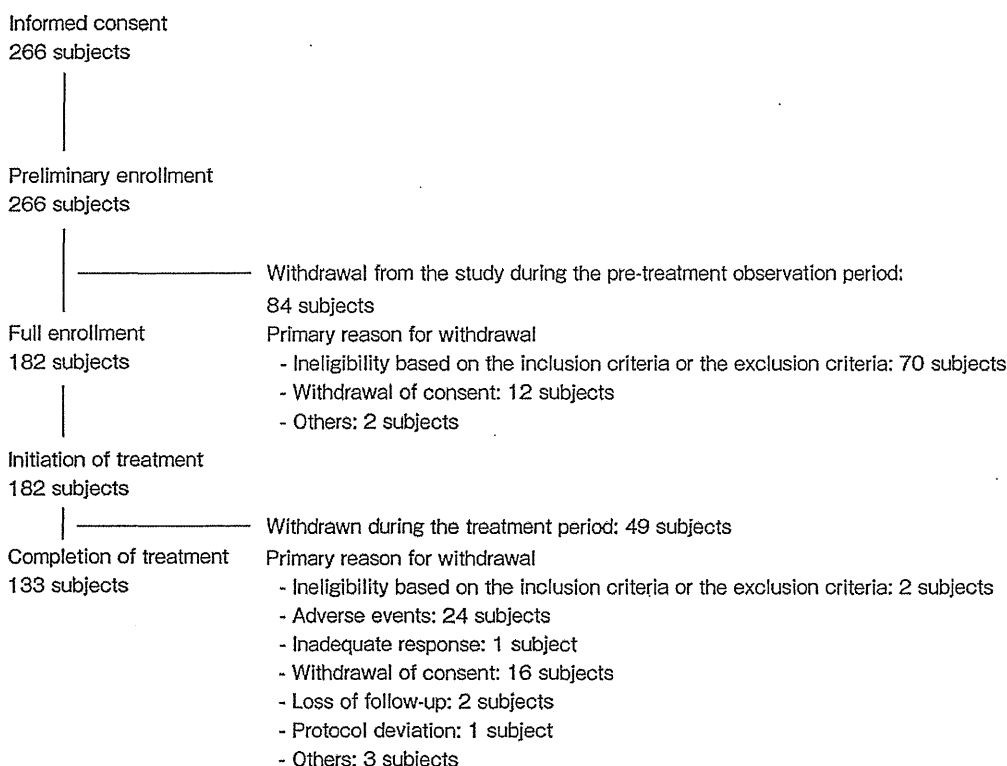 Informed consent
266 subjects
Preliminary enrollment
266 subjects
Withdrawal from the study during the pre-treatment observation period:
84 subjects
Full enrollment
182 subjects
Primary reason for withdrawal
- Ineligibility based on the inclusion criteria or the exclusion criteria: 70 subjects
- Withdrawal of consent: 12 subjects
- Others: 2 subjects
Initiation of treatment
182 subjects
Withdrawn during the treatment period: 49 subjects
Completion of treatment
133 subjects
Primary reason for withdrawal
- Ineligibility based on the inclusion criteria or the exclusion criteria: 2 subjects
- Adverse events: 24 subjects
- Inadequate response: 1 subject
- Withdrawal of consent: 16 subjects
- Loss of follow-up: 2 subjects
- Protocol deviation: 1 subject
- Others: 3 subjects